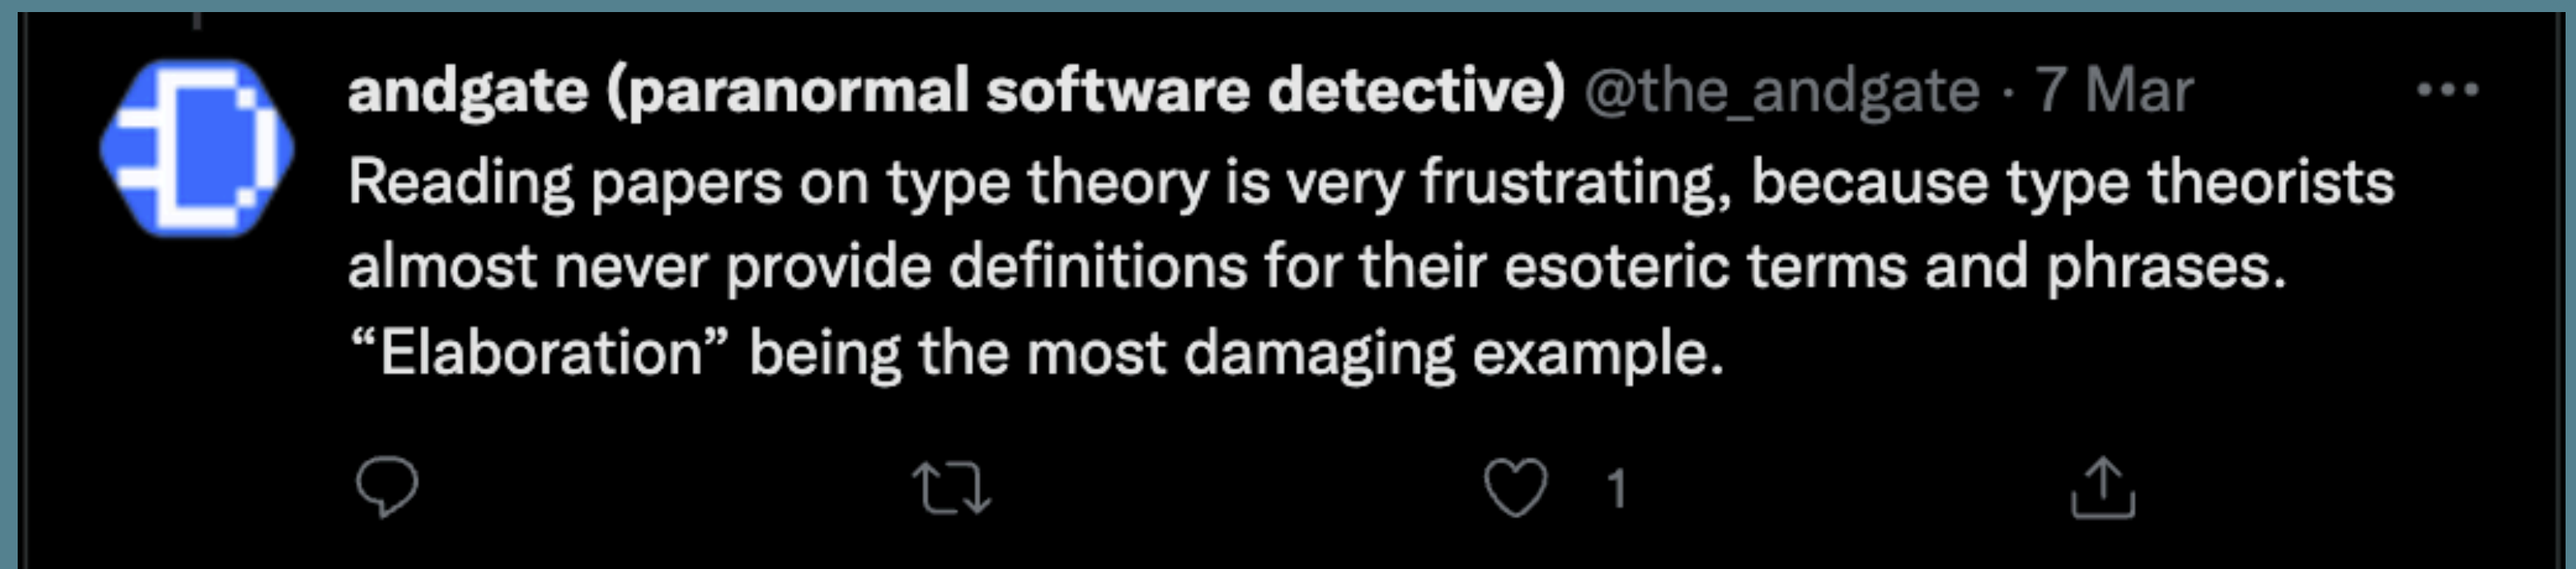 andgate (paranormal software detective) @the_andgate · 7 Mar
Reading papers on type theory is very frustrating, because type theorists
almost never provide definitions for their esoteric terms and phrases.
“Elaboration” being the most damaging example.
1